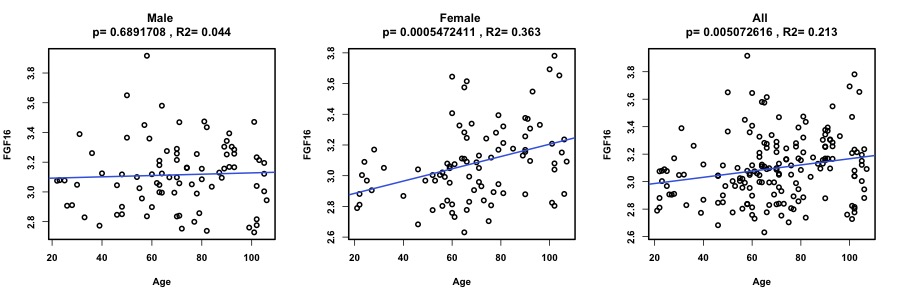 Male
p= 0.6891708 , R2= 0.044
FGF16
2.8 3.0 3.2 3.4 3.6 3.8
20 40 60 80 100
Age
Female
p= 0.0005472411 , R2= 0.363
FGF16
2.6 2.8 3.0 3.2 3.4 3.6 3.8
20 40 60 80 100
Age
All
p= 0.005072616 , R2= 0.213
FGF16
2.6 2.8 3.0 3.2 3.4 3.6 3.8
20 40 60 80 100
Age